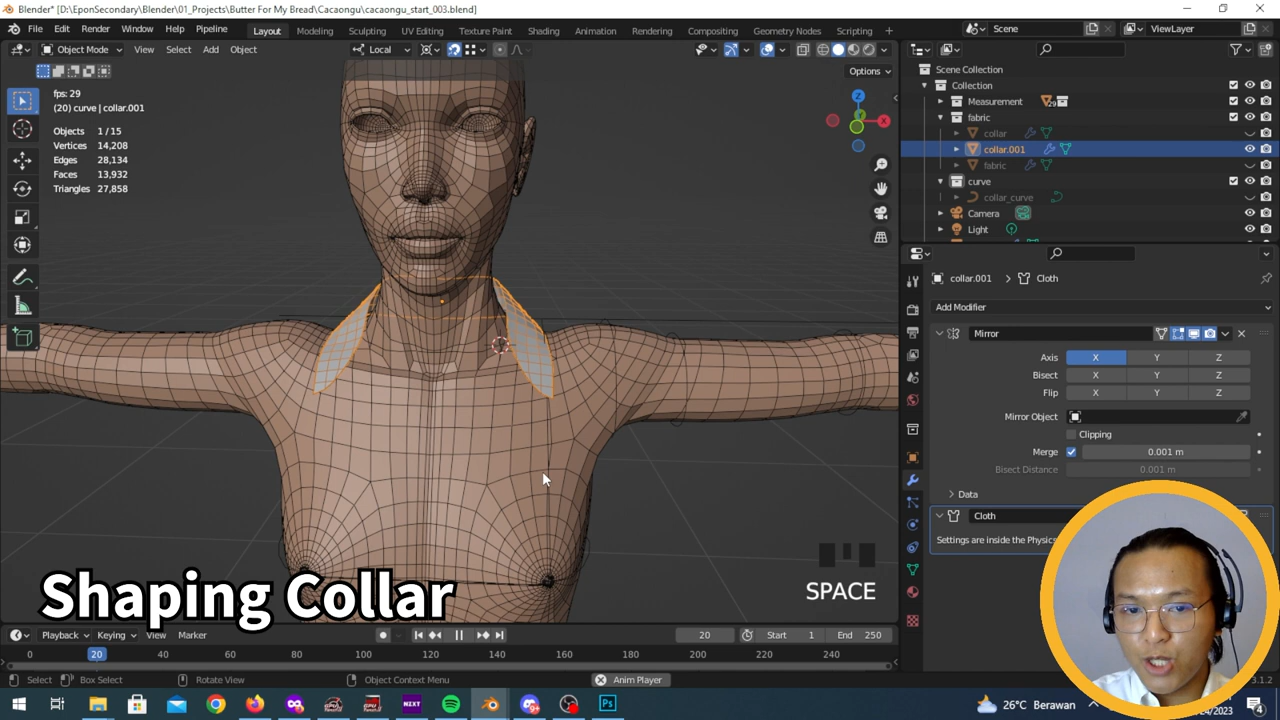 Blender* [D:\EponSecondary\Blender\01_Projects\Butter For My Bread\Cacaongu\cacaongu_start_003.blend]
File Edit Render Window Help Pipeline Layout Modeling Sculpting UV Editing Texture Paint Shading Animation Rendering Compositing Geometry Nodes Scripting + Scene ViewLayer
Object Mode View Select Add Object Local
Options
fps: 29
(20) curve | collar.001
Objects 1 / 15
Vertices 14,208
Edges 28,134
Faces 13,932
Triangles 27,858
Z
X
Scene Collection
Collection
Measurement 29
fabric
collar
collar.001
fabric
curve
collar_curve
Camera
Light
collar.001 > Cloth
Add Modifier
Mirror
Axis X Y Z
Bisect X Y Z
Flip X Y Z
Mirror Object
Clipping
Merge 0.001 m
Bisect Distance 0.001 m
Data
Cloth
Settings are inside the Physics
SPACE
Shaping Collar
Playback Keying View Marker 20 Start 1 End 250
0 20 40 60 80 100 120 140 160 180 200 220 240
Select Box Select Rotate View Object Context Menu Anim Player 3.1.2
26°C Berawan 4/2023 4